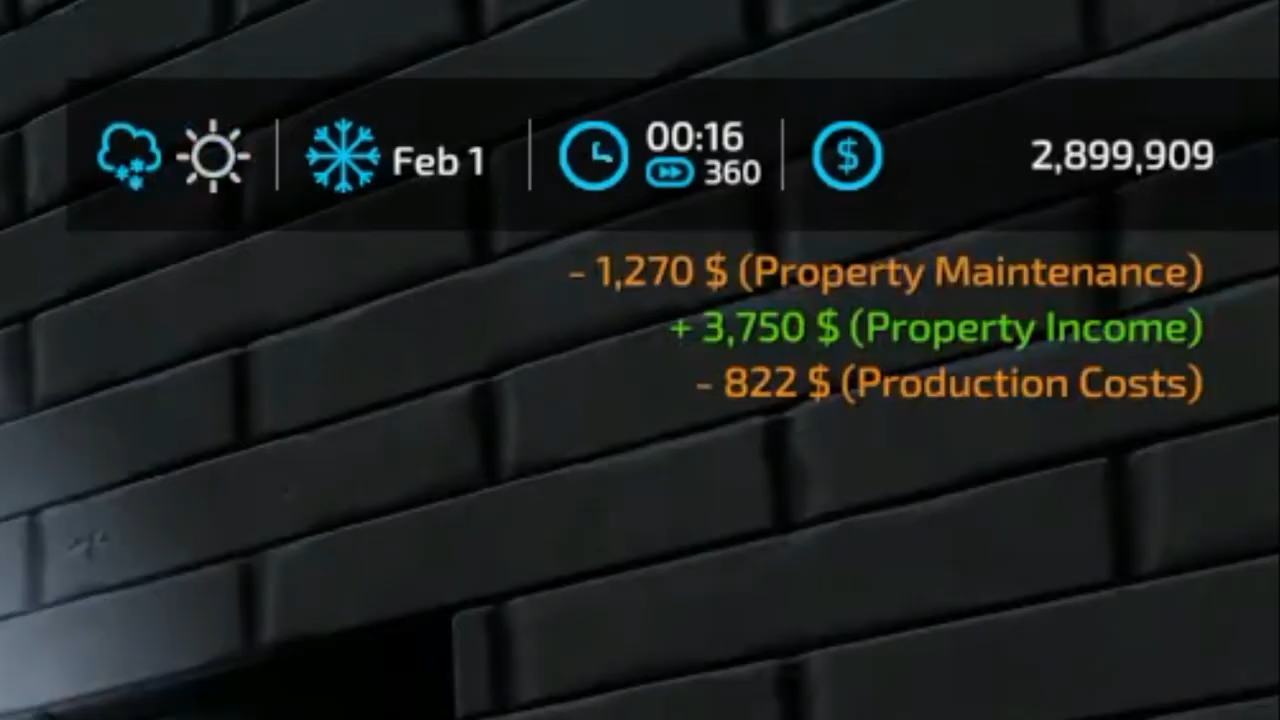 Feb 1
00:16
360
$
2,899,909
- 1,270 $ (Property Maintenance)
+ 3,750 $ (Property Income)
- 822 $ (Production Costs)